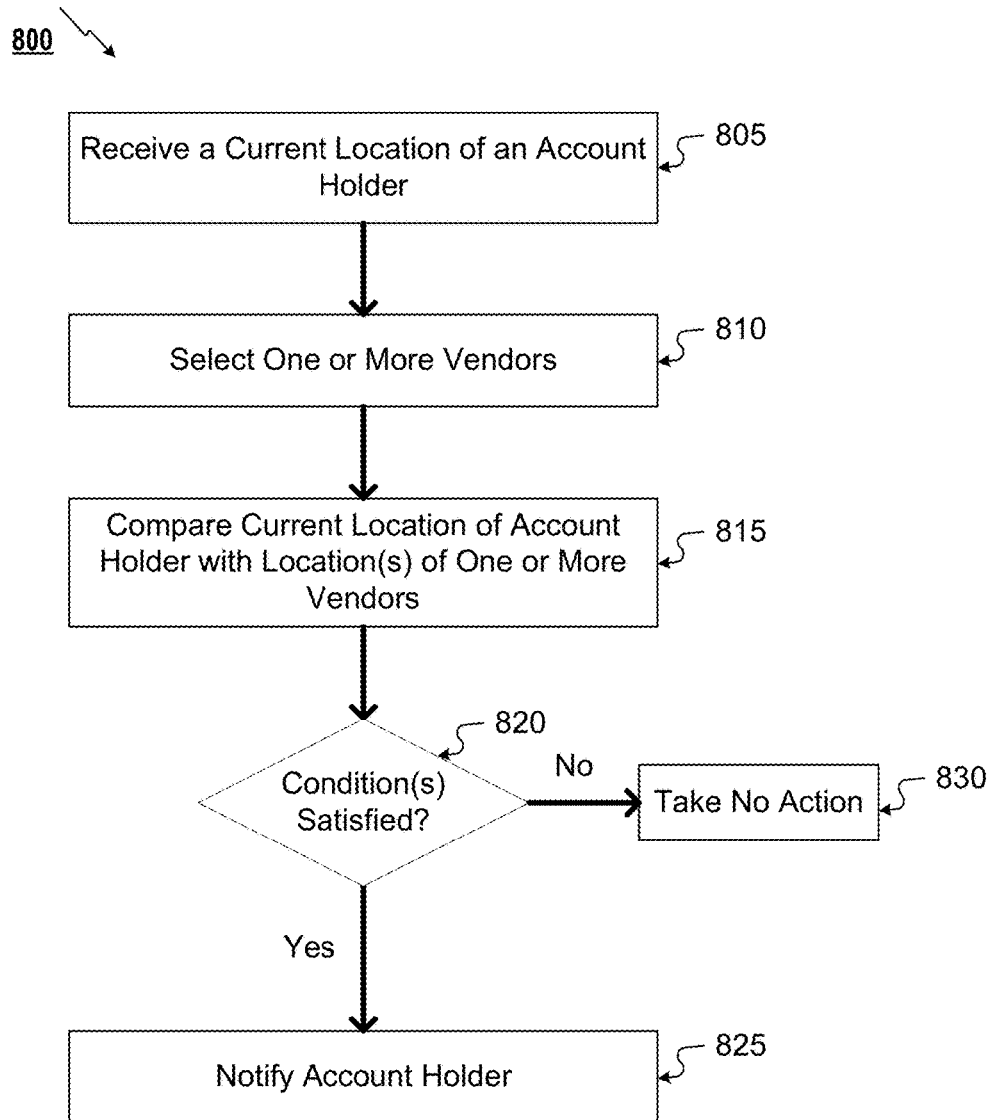 800
Receive a Current Location of an Account
Holder
805
Select One or More Vendors
810
Compare Current Location of Account
Holder with Location(s) of One or More
Vendors
815
Condition(s)
Satisfied?
820
No
Take No Action
830
Yes
Notify Account Holder
825